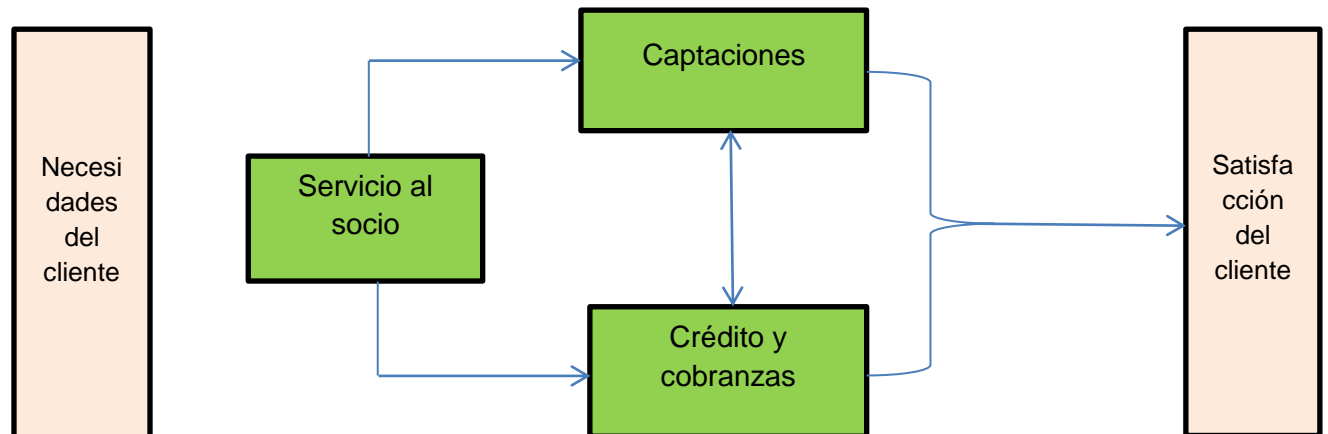 Necesi
dades
del
cliente
Servicio al
socio
Captaciones
Crédito y
cobranzas
Satisfa
cción
del
cliente